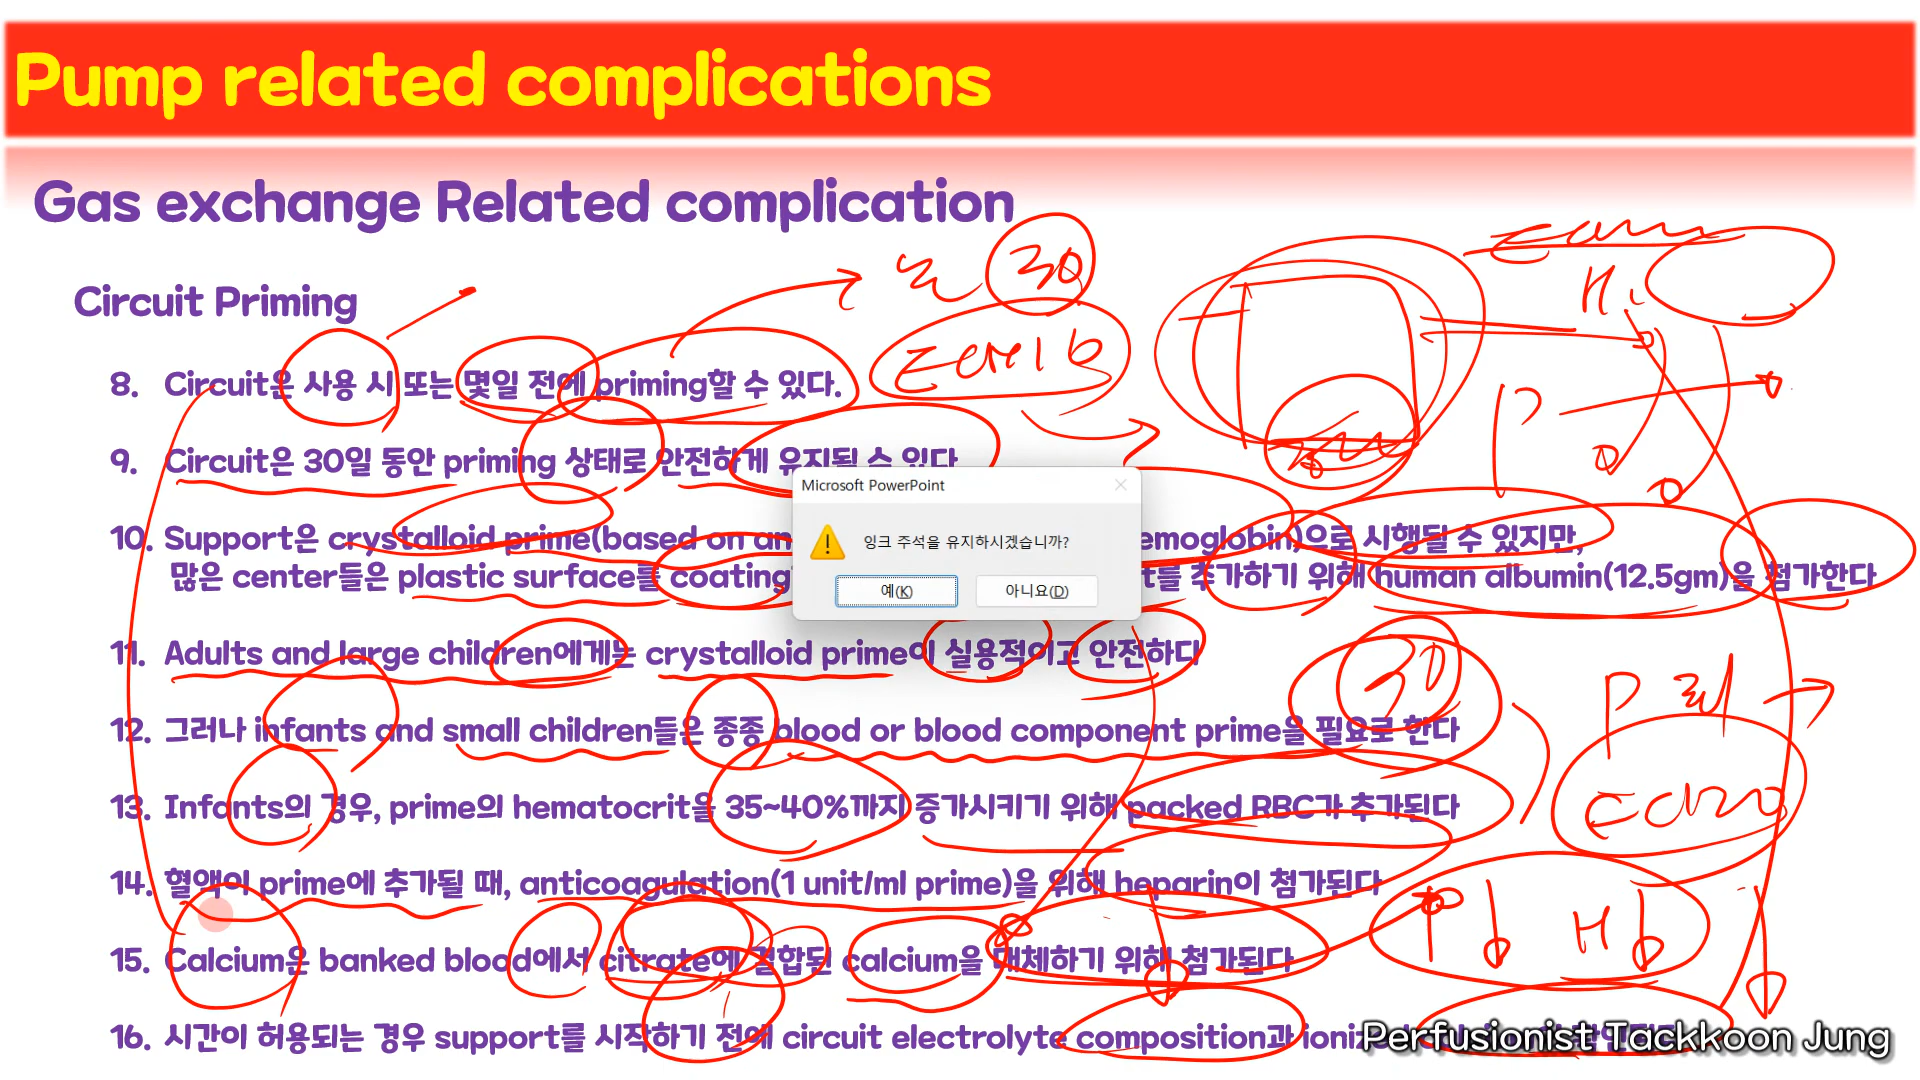 Pump related complications
Gas exchange Related complication
Circuit Priming
8. Circuit은 사용 시 또는 몇일 전에 priming할 수 있다.
9. Circuit은 30일 동안 priming 상태로 안전하게 유지될 수 있다
10. Support은 crystalloid prime(based on an emoglobin)으로 시행될 수 있지만,
많은 center들은 plastic surface를 coating t를 추가하기 위해 human albumin(12.5gm)을 첨가한다
11. Adults and large children에게는 crystalloid prime이 실용적이고 안전하다
12. 그러나 infants and small children들은 종종 blood or blood component prime을 필요로 한다
13. Infants의 경우, prime의 hematocrit을 35~40%까지 증가시키기 위해 packed RBC가 추가된다
14. 혈액이 prime에 추가될 때, anticoagulation(1 unit/ml prime)을 위해 heparin이 첨가된다
15. Calcium은 banked blood에서 citrate에 결합된 calcium을 대체하기 위해 첨가된다
16. 시간이 허용되는 경우 support를 시작하기 전에 circuit electrolyte composition과
Microsoft PowerPoint
잉크 주석을 유지하시겠습니까?
예(K)
아니요(D)
30
Perfusionist Tackkoon Jung